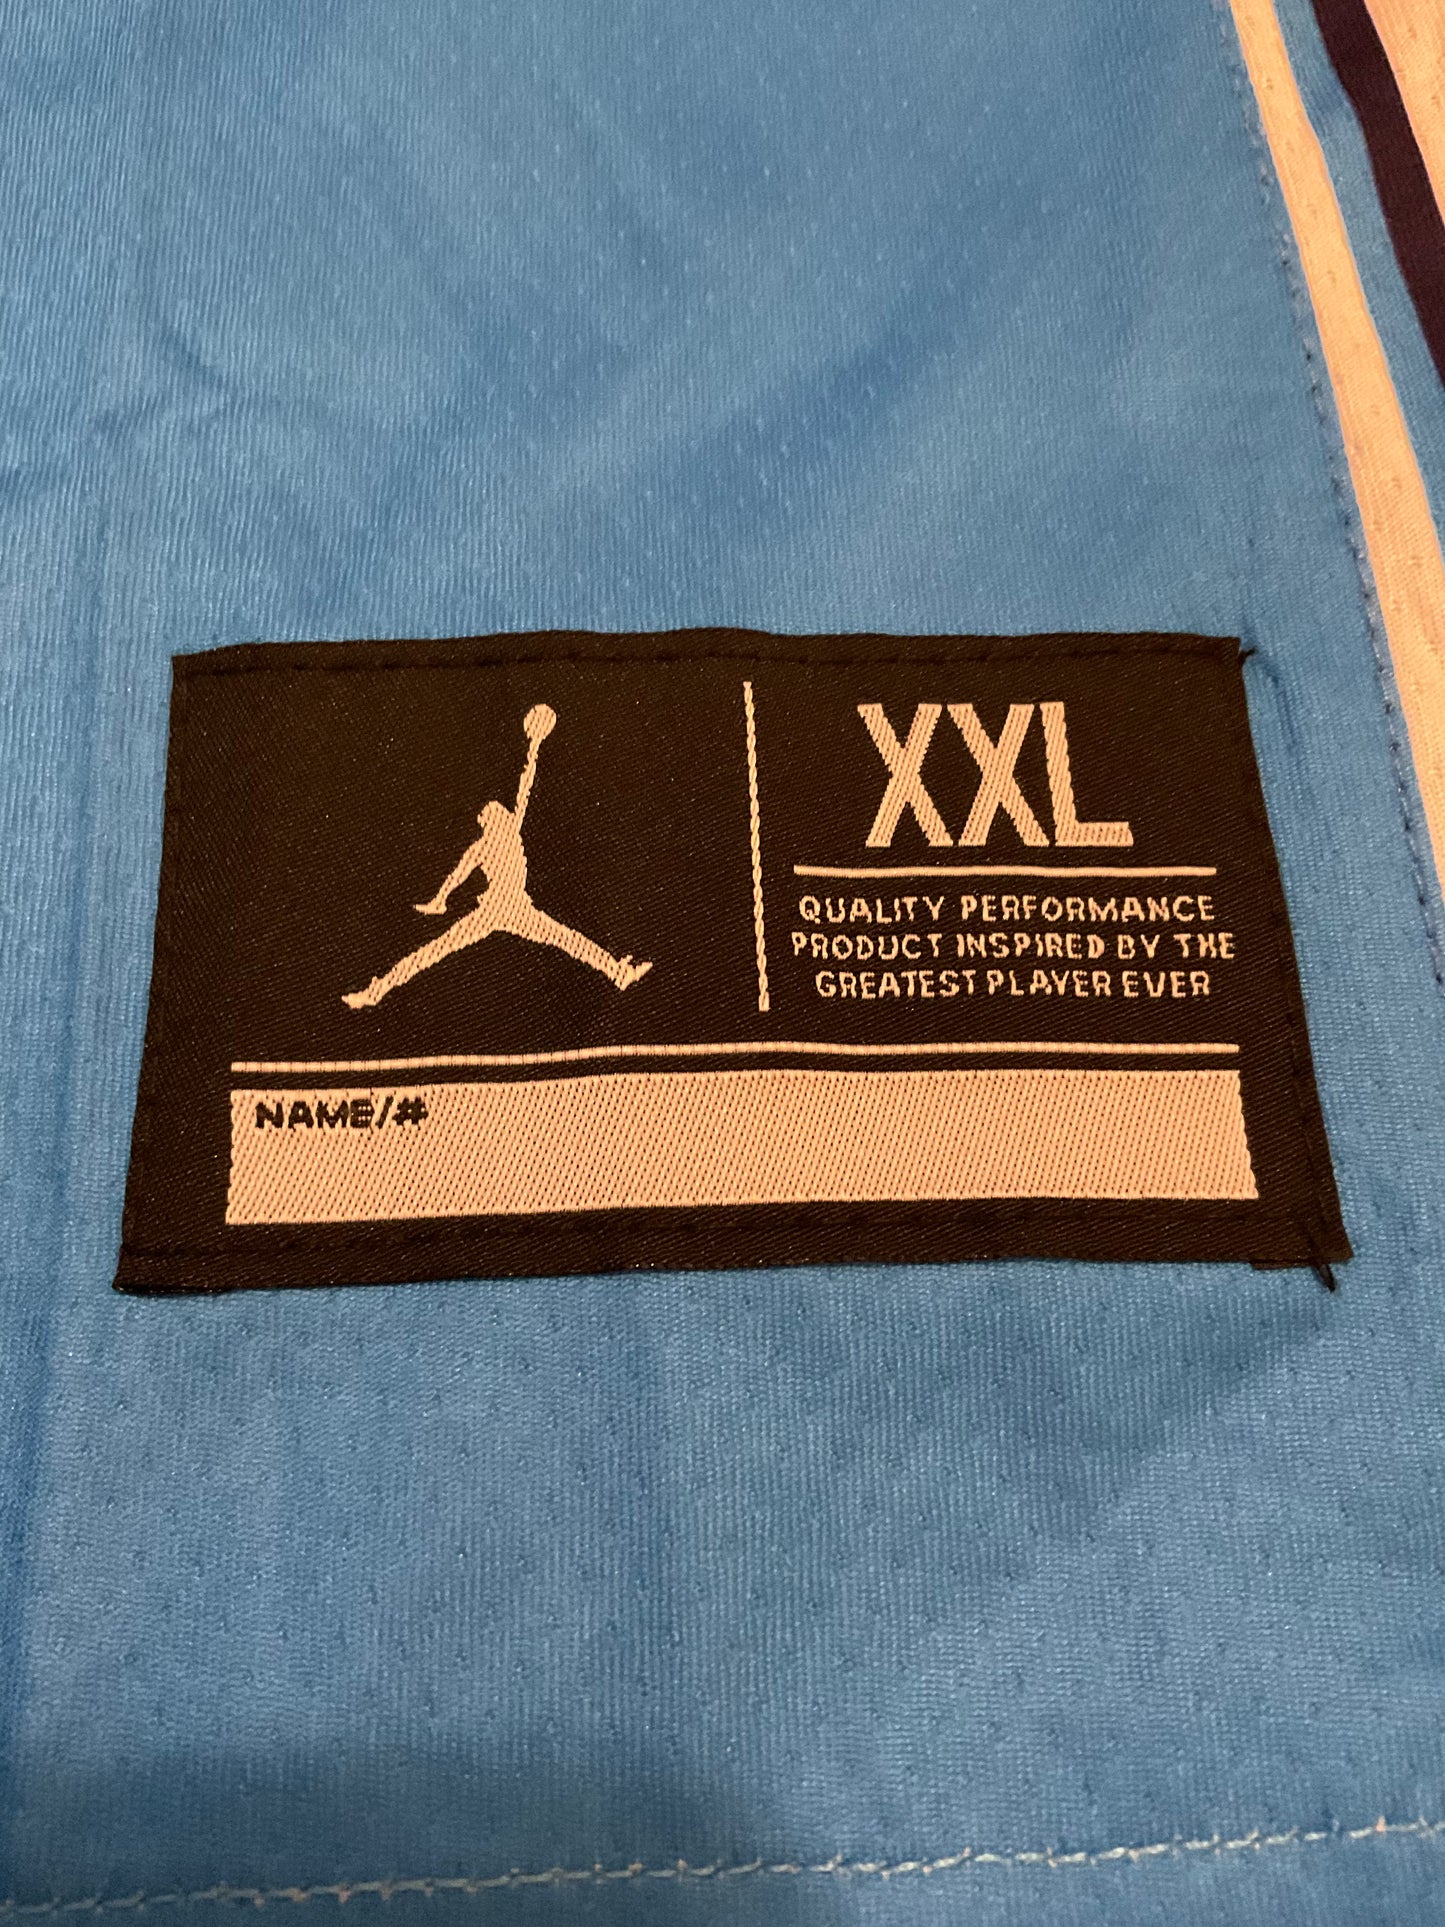 XXL
QUALITY PERFORMANCE
PRODUCT INSPIRED BY THE
GREATEST PLAYER EVER
NAME/#